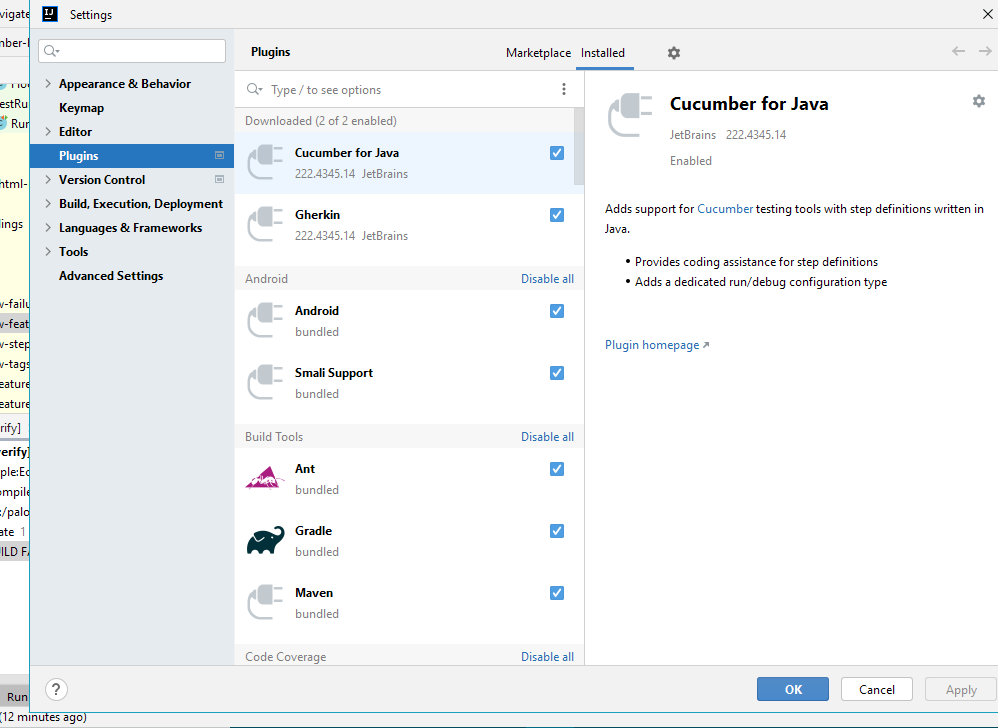 vigate
Settings
mber-
Plugins
Marketplace
Installed
Type / to see options
Appearance & Behavior
Keymap
Editor
Plugins
Version Control
Build, Execution, Deployment
Languages & Frameworks
Tools
Advanced Settings
estRu
Run
html-
ings
w-failu
w-feat
w-step
w-tags
eature
eature
rify]
verify]
ple:Ec
ompile
:/palo
ate 1
ILD FA
Run
(12 minutes ago)
Downloaded (2 of 2 enabled)
Cucumber for Java
222.4345.14 JetBrains
Gherkin
222.4345.14 JetBrains
Android
Disable all
Android
bundled
Smali Support
bundled
Build Tools
Disable all
Ant
bundled
Gradle
bundled
Maven
bundled
Code Coverage
Disable all
Cucumber for Java
JetBrains 222.4345.14
Enabled
Adds support for Cucumber testing tools with step definitions written in
Java.
• Provides coding assistance for step definitions
• Adds a dedicated run/debug configuration type
Plugin homepage
?
OK
Cancel
Apply